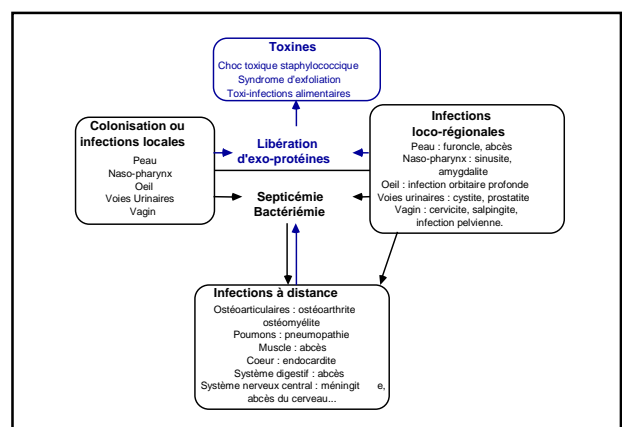 Toxines
Choc toxique staphylococcique
Syndrome d'exfoliation
Toxi-infections alimentaires
Colonisation ou
infections locales
Peau
Naso-pharynx
Oeil
Voies Urinaires
Vagin
Libération
d'exo-protéines
Septicémie
Bactériémie
Infections
loco-régionales
Peau : furoncle, abcès
Naso-pharynx : sinusite,
amygdalite
Oeil : infection orbitaire profonde
Voies urinaires : cystite, prostatite
Vagin : cervicite, salpingite,
infection pelvienne.
Infections à distance
Ostéoarticulaires : ostéoarthrite
ostéomyélite
Poumons : pneumopathie
Muscle : abcès
Coeur : endocardite
Système digestif : abcès
Système nerveux central : méningit e,
abcès du cerveau...